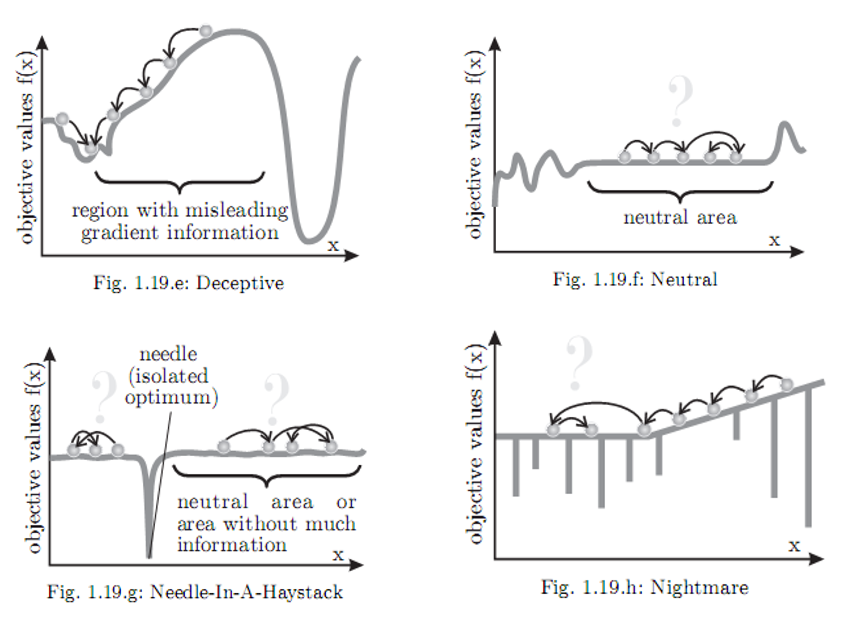 objective values f(x)
region with misleading
gradient information
x
Fig. 1.19.e: Deceptive
objective values f(x)
?
neutral area
x
Fig. 1.19.f: Neutral
objective values f(x)
?
needle
(isolated
optimum)
?
neutral area or
area without much
information
x
Fig. 1.19.g: Needle-In-A-Haystack
objective values f(x)
?
x
Fig. 1.19.h: Nightmare